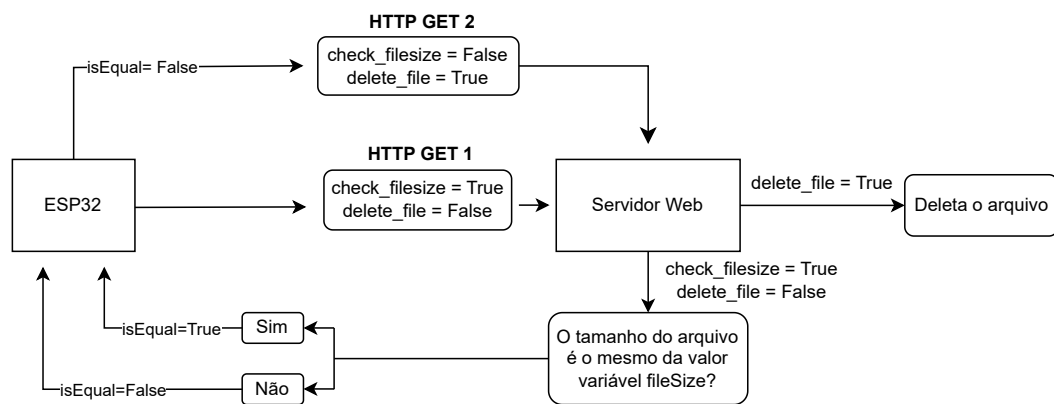 HTTP GET 2
isEqual= False
check_filesize = False
delete_file = True
HTTP GET 1
ESP32
check_filesize = True
delete_file = False
Servidor Web
delete_file = True
Deleta o arquivo
check_filesize = True
delete_file = False
isEqual=True
Sim
O tamanho do arquivo
é o mesmo da valor
variável fileSize?
isEqual=False
Não